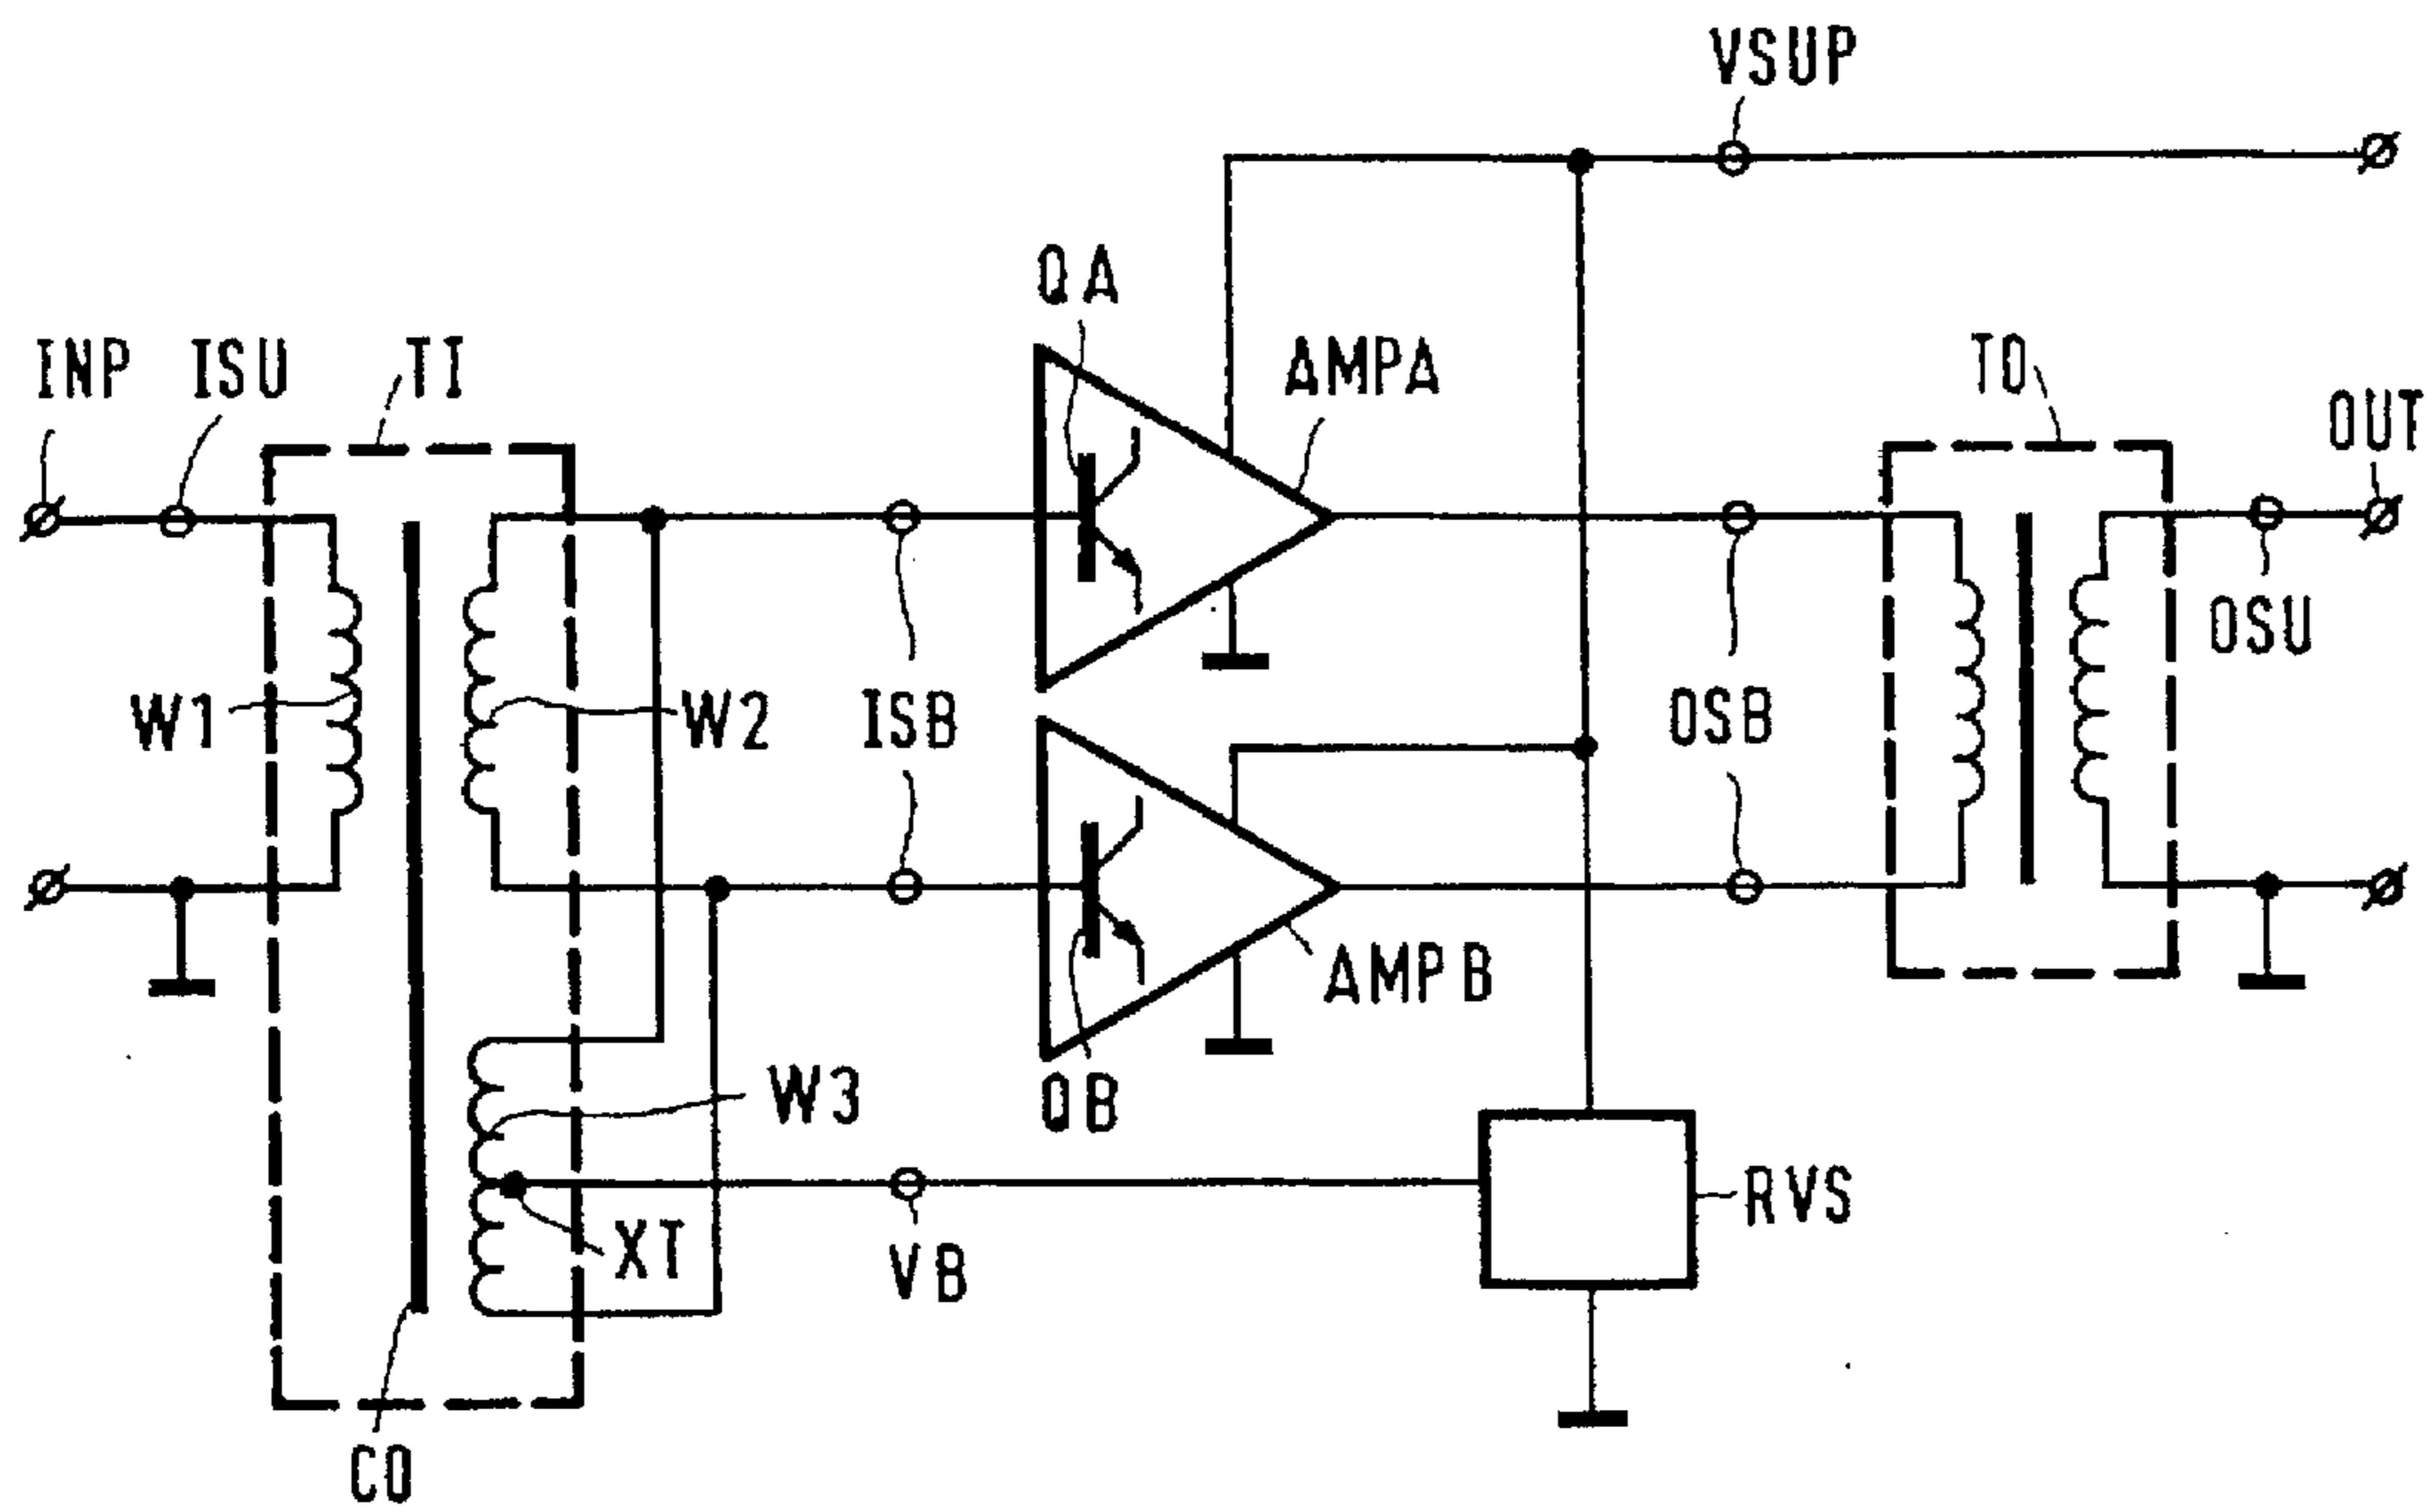 VSUP
QA
INP
ISU
TI
AMPA
TO
OUT
OSU
W1
W2
ISB
OSB
AMPB
QB
W3
RVS
XT
VB
CO